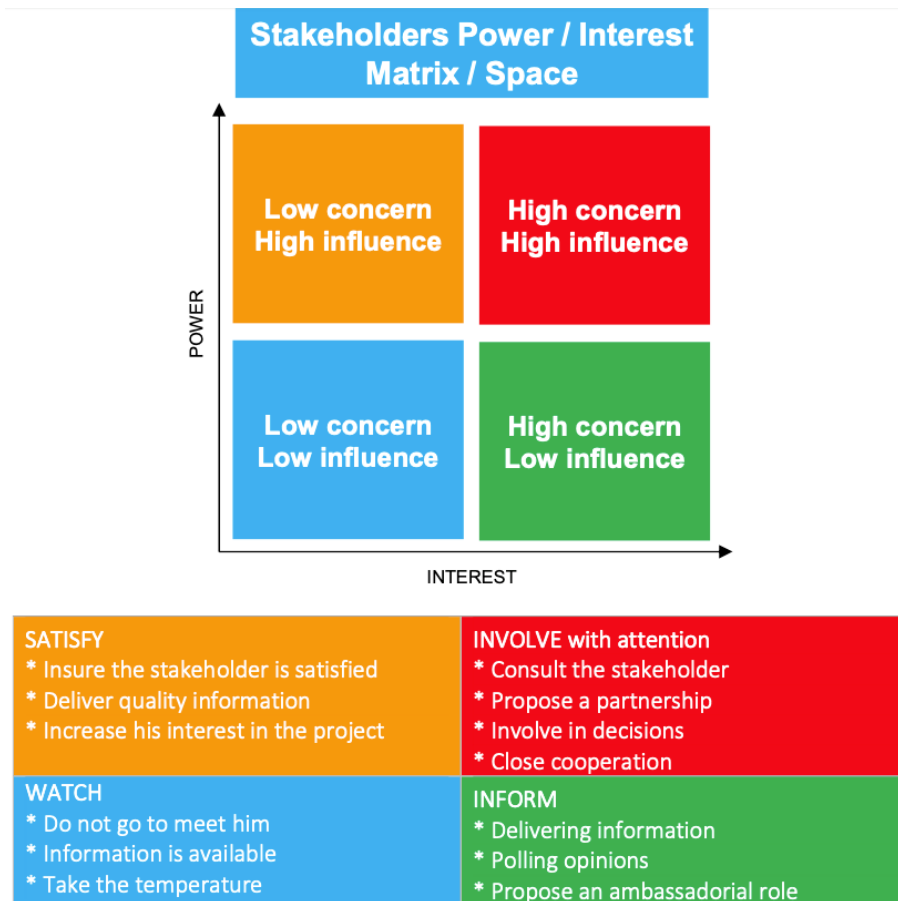 Stakeholders Power / Interest
Matrix / Space
POWER
Low concern
High influence
High concern
High influence
Low concern
Low influence
High concern
Low influence
INTEREST
SATISFY
* Insure the stakeholder is satisfied
* Deliver quality information
* Increase his interest in the project
INVOLVE with attention
* Consult the stakeholder
* Propose a partnership
* Involve in decisions
* Close cooperation
WATCH
* Do not go to meet him
* Information is available
* Take the temperature
INFORM
* Delivering information
* Polling opinions
* Propose an ambassadorial role